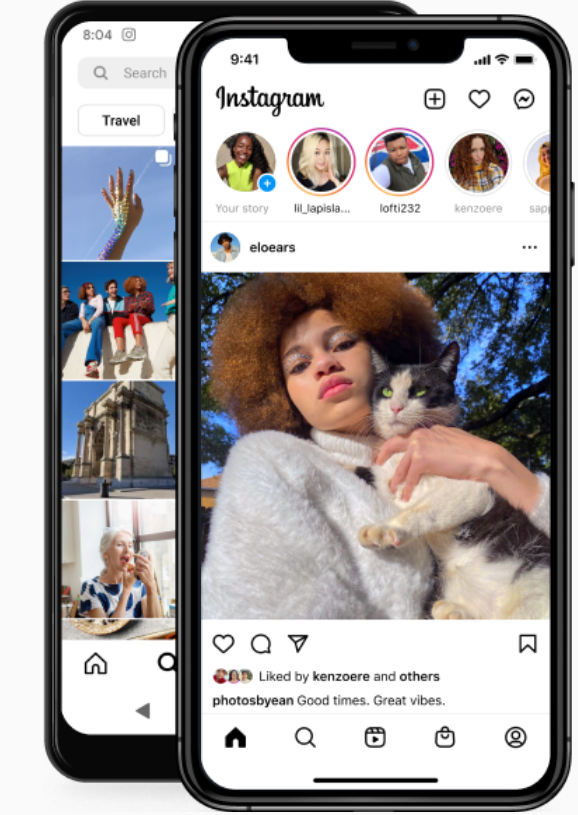 8:04
Search
Travel
9:41
Instagram
Your story
lil_lapisla...
lofti232
kenzoere
sapp
eloears
Liked by kenzoere and others
photosbyean Good times. Great vibes.